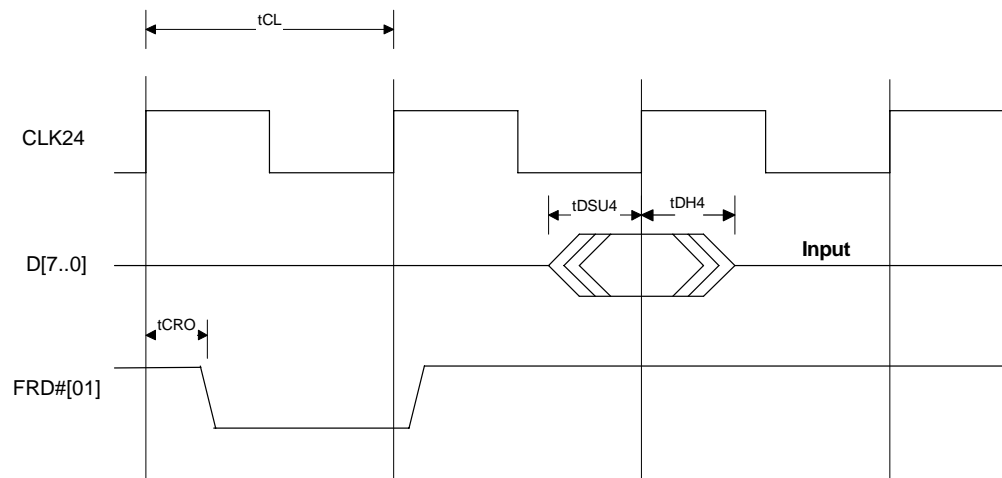 tCL
CLK24
tDSU4
tDH4
D[7..0]
Input
tCRO
FRD#[01]